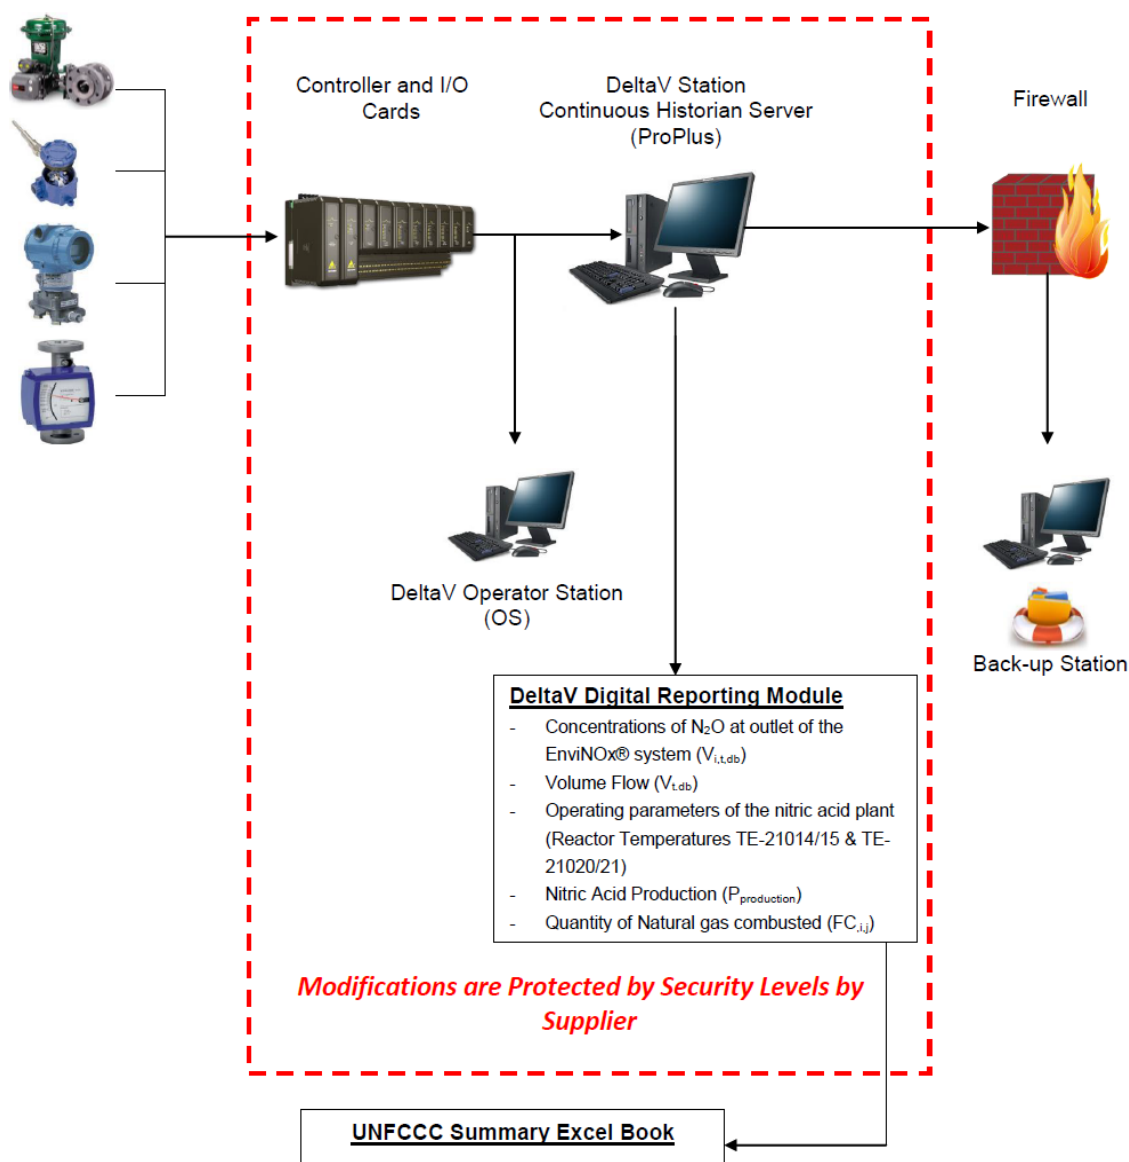 Controller and I/O
Cards
DeltaV Station
Continuous Historian Server
(ProPlus)
Firewall
DeltaV Operator Station
(OS)
Back-up Station
DeltaV Digital Reporting Module
- Concentrations of N₂O at outlet of the
EnviNOx® system (Vi,t,db)
- Volume Flow (Vt.db)
- Operating parameters of the nitric acid plant
(Reactor Temperatures TE-21014/15 & TE-
21020/21)
- Nitric Acid Production (Pproduction)
- Quantity of Natural gas combusted (FC,i,j)
Modifications are Protected by Security Levels by
Supplier
UNFCCC Summary Excel Book